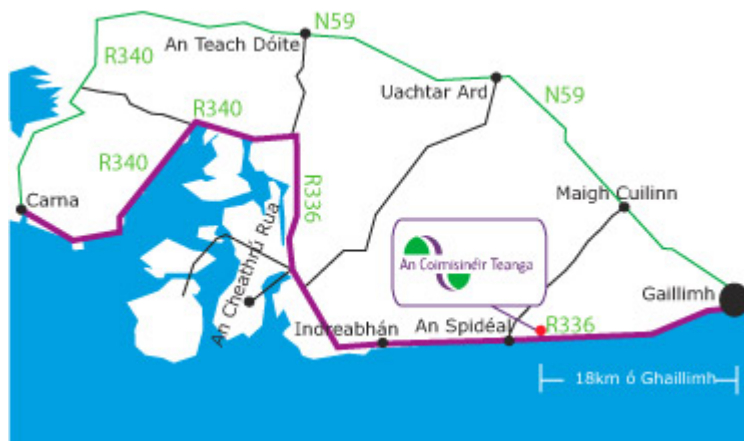 N59
An Teach Dóite
R340
Uachtar Ard
R340
N59
R340
Carna
R336
Maigh Cuilinn
An Cheathrú Rua
An Coimisinéir Teanga
Gaillimh
Indreabhán
An Spidéal
R336
18km ó Ghaillimh